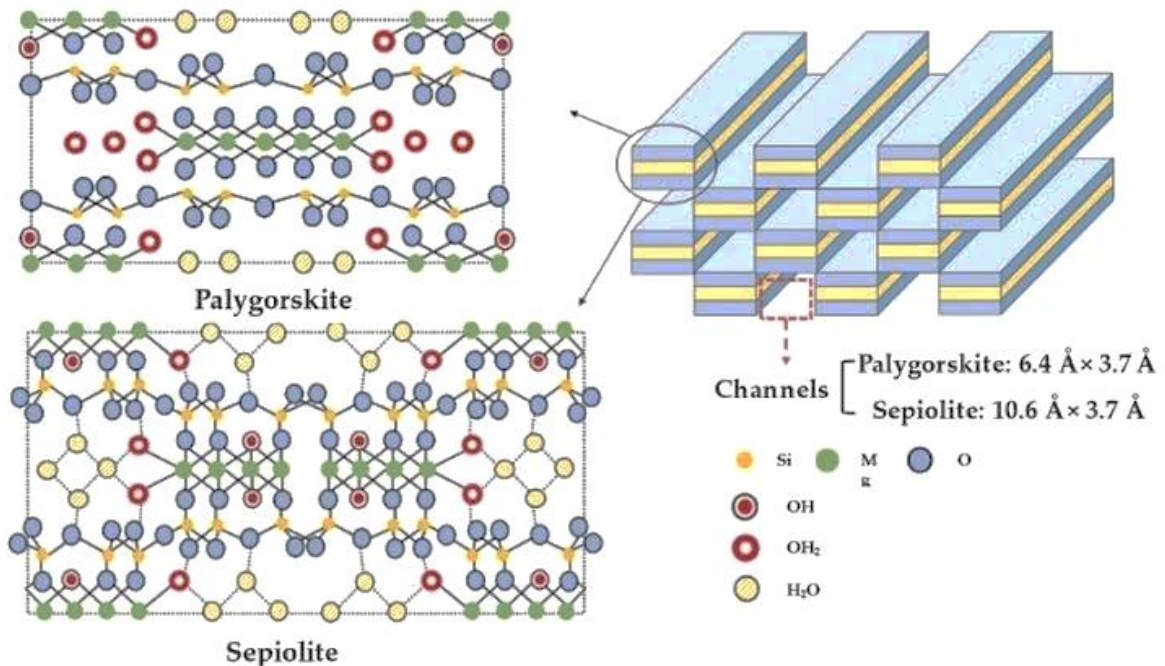 Palygorskite
Sepiolite
Channels
Palygorskite: 6.4 Å× 3.7 Å
Sepiolite: 10.6 Å× 3.7 Å
Si
M
g
O
OH
OH₂
H₂O